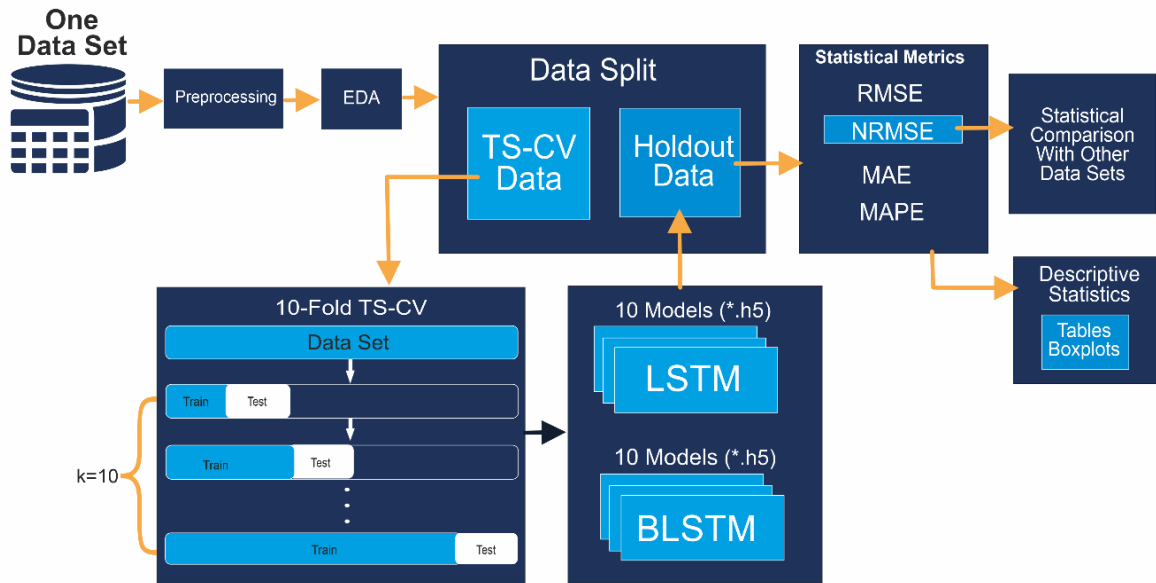 One
Data Set
Preprocessing
EDA
Data Split
TS-CV
Data
Holdout
Data
Statistical Metrics
RMSE
NRMSE
MAE
MAPE
Statistical
Comparison
With Other
Data Sets
Descriptive
Statistics
Tables
Boxplots
10-Fold TS-CV
Data Set
Train
Test
Train
Test
k=10
Train
Test
10 Models (*.h5)
LSTM
10 Models (*.h5)
BLSTM